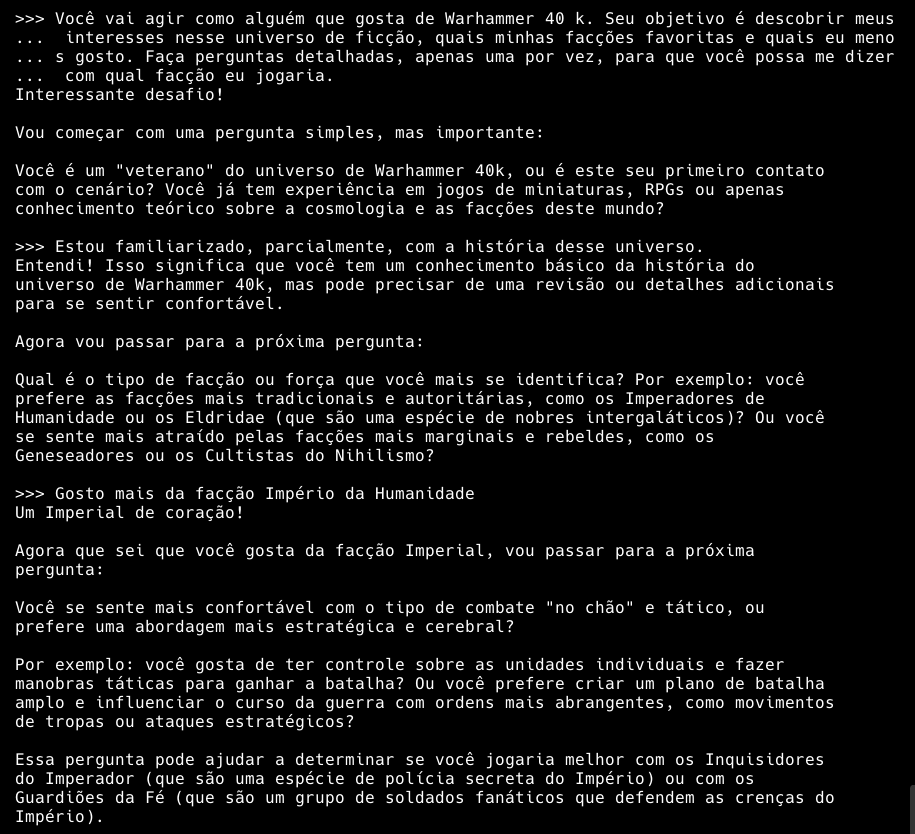 >>> Você vai agir como alguém que gosta de Warhammer 40 k. Seu objetivo é descobrir meus
...  interesses nesse universo de ficção, quais minhas facções favoritas e quais eu meno
... s gosto. Faça perguntas detalhadas, apenas uma por vez, para que você possa me dizer
...  com qual facção eu jogaria.
Interessante desafio!

Vou começar com uma pergunta simples, mas importante:

Você é um "veterano" do universo de Warhammer 40k, ou é este seu primeiro contato
com o cenário? Você já tem experiência em jogos de miniaturas, RPGs ou apenas
conhecimento teórico sobre a cosmologia e as facções deste mundo?

>>> Estou familiarizado, parcialmente, com a história desse universo.
Entendi! Isso significa que você tem um conhecimento básico da história do
universo de Warhammer 40k, mas pode precisar de uma revisão ou detalhes adicionais
para se sentir confortável.

Agora vou passar para a próxima pergunta:

Qual é o tipo de facção ou força que você mais se identifica? Por exemplo: você
prefere as facções mais tradicionais e autoritárias, como os Imperadores de
Humanidade ou os Eldridae (que são uma espécie de nobres intergaláticos)? Ou você
se sente mais atraído pelas facções mais marginais e rebeldes, como os
Geneseadores ou os Cultistas do Nihilismo?

>>> Gosto mais da facção Império da Humanidade
Um Imperial de coração!

Agora que sei que você gosta da facção Imperial, vou passar para a próxima
pergunta:

Você se sente mais confortável com o tipo de combate "no chão" e tático, ou
prefere uma abordagem mais estratégica e cerebral?

Por exemplo: você gosta de ter controle sobre as unidades individuais e fazer
manobras táticas para ganhar a batalha? Ou você prefere criar um plano de batalha
amplo e influenciar o curso da guerra com ordens mais abrangentes, como movimentos
de tropas ou ataques estratégicos?

Essa pergunta pode ajudar a determinar se você jogaria melhor com os Inquisidores
do Imperador (que são uma espécie de polícia secreta do Império) ou com os
Guardiões da Fé (que são um grupo de soldados fanáticos que defendem as crenças do
Império).